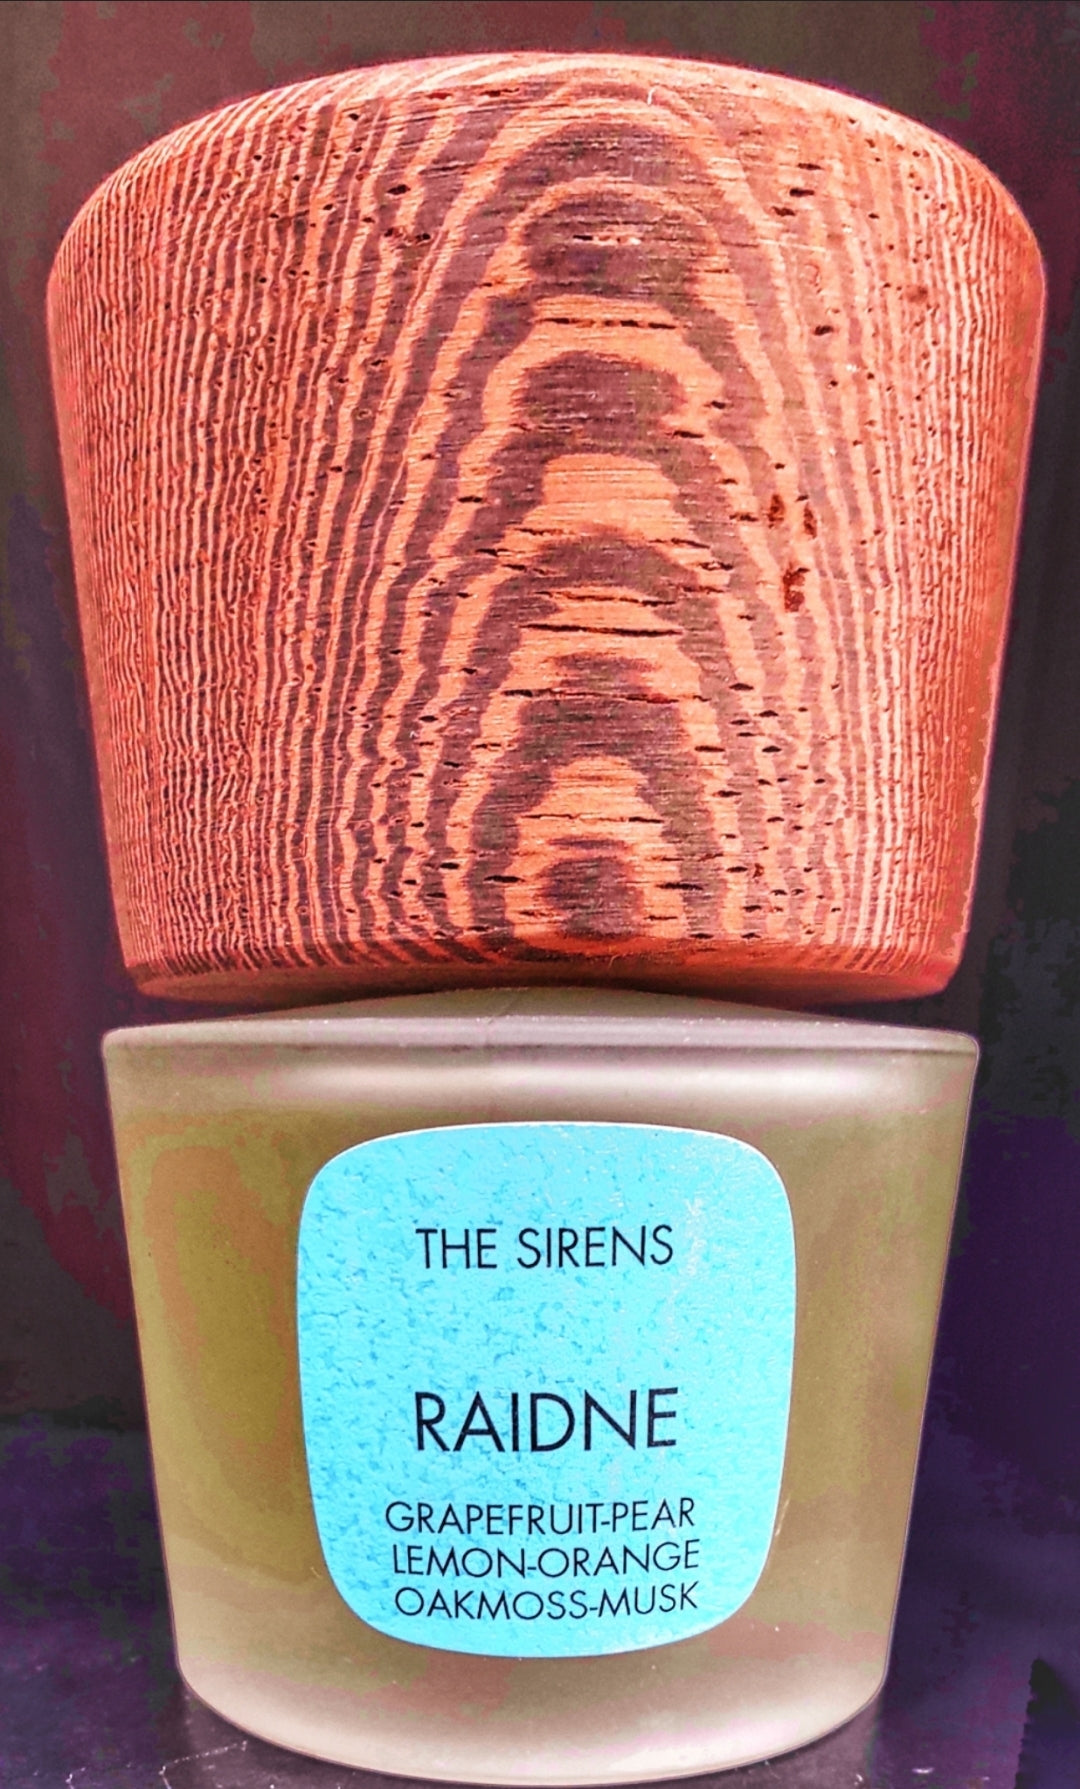 THE SIRENS
RAIDNE
GRAPEFRUIT-PEAR
LEMON-ORANGE
OAKMOSS-MUSK